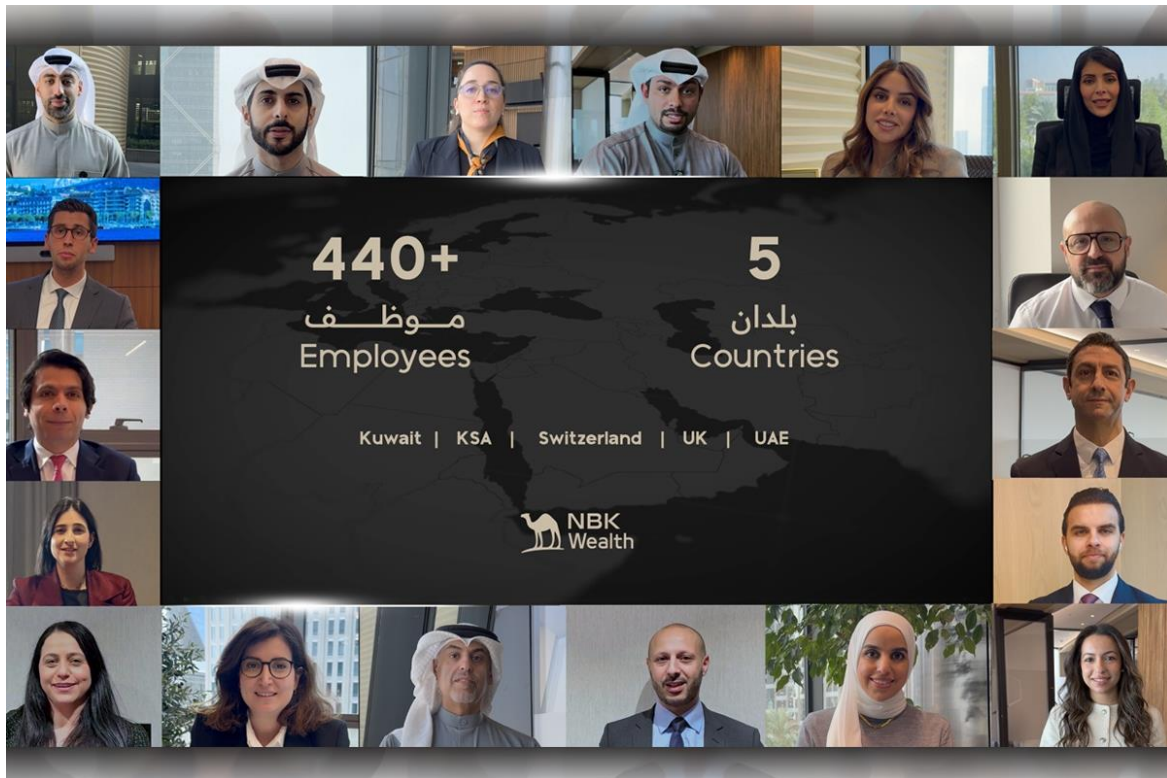 440+
موظف
Employees
5
بلدان
Countries
Kuwait | KSA | Switzerland | UK | UAE
NBK
Wealth